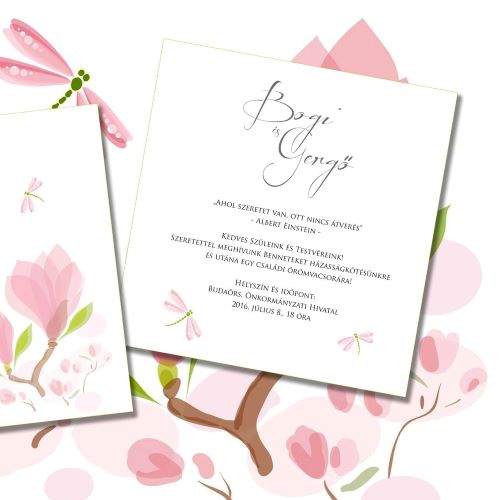 Bogi
és
Gergő
„Ahol szeretet van, ott nincs átverés”
- Albert Einstein -
Kedves Szüleink és Testvéreink!
Szeretettel meghívunk Benneteket házasságkötésünkre
és utána egy családi örömvacsorára!
Helyszín és időpont:
Budaörs, Önkormányzati Hivatal
2016. július 8., 18 óra